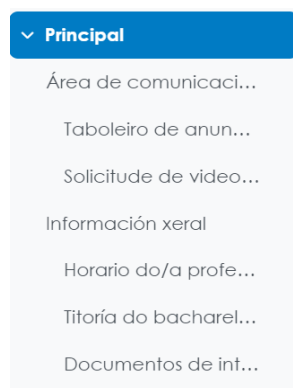 Principal
Área de comunicaci...
Taboleiro de anun...
Solicitude de video...
Información xeral
Horario do/a profe...
Titoría do bacharel...
Documentos de int...